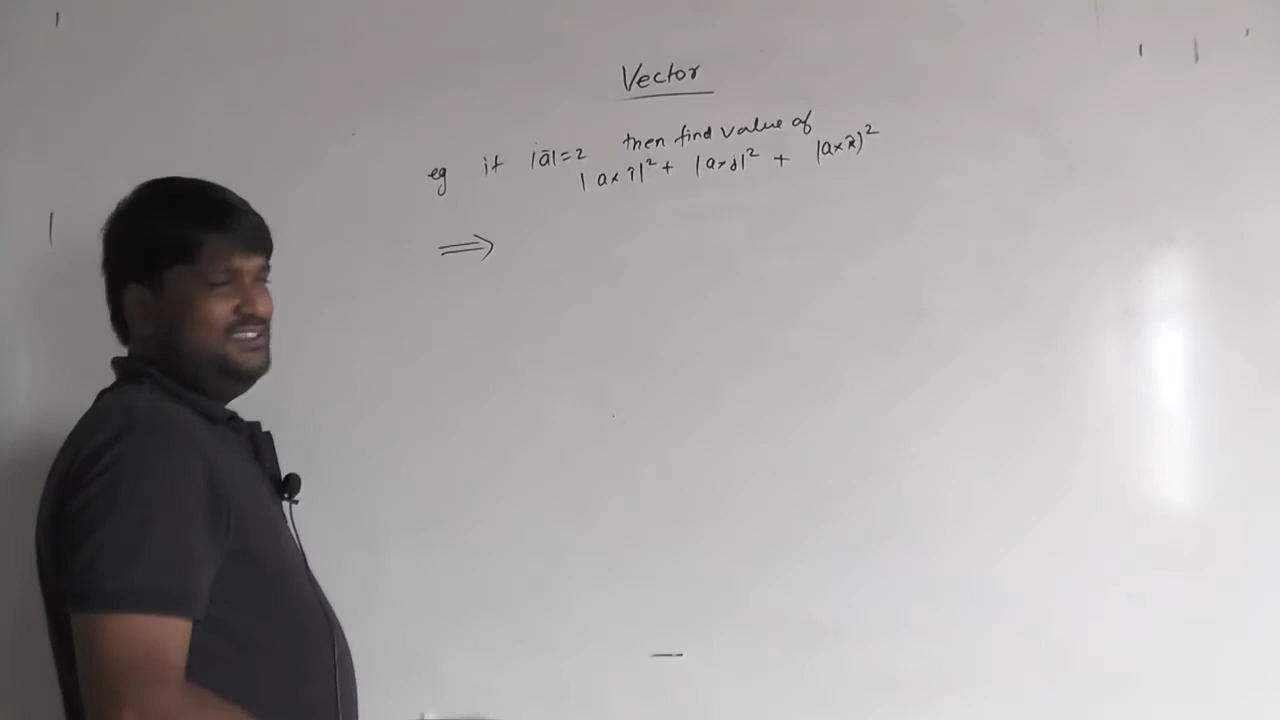 Vector
eg if |ā|=2 then find value of
|a×î|²+ |a×ĵ|² + |a×k̂|²
⟹